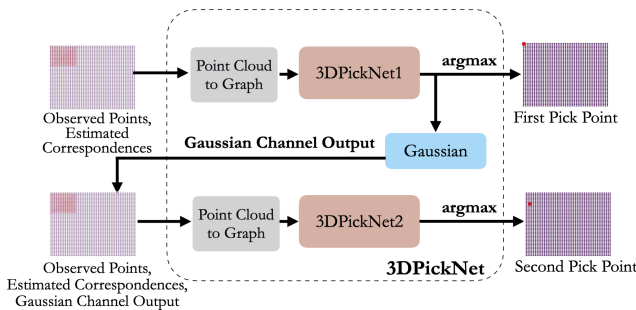 Point Cloud
to Graph
3DPickNet1
argmax
Observed Points,
Estimated
Correspondences
First Pick Point
Gaussian Channel Output
Gaussian
Point Cloud
to Graph
3DPickNet2
argmax
Observed Points,
Estimated Correspondences,
Gaussian Channel Output
3DPickNet
Second Pick Point